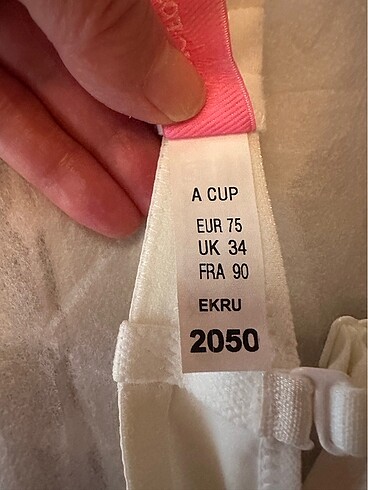 A CUP
EUR 75
UK 34
FRA 90
EKRU
2050